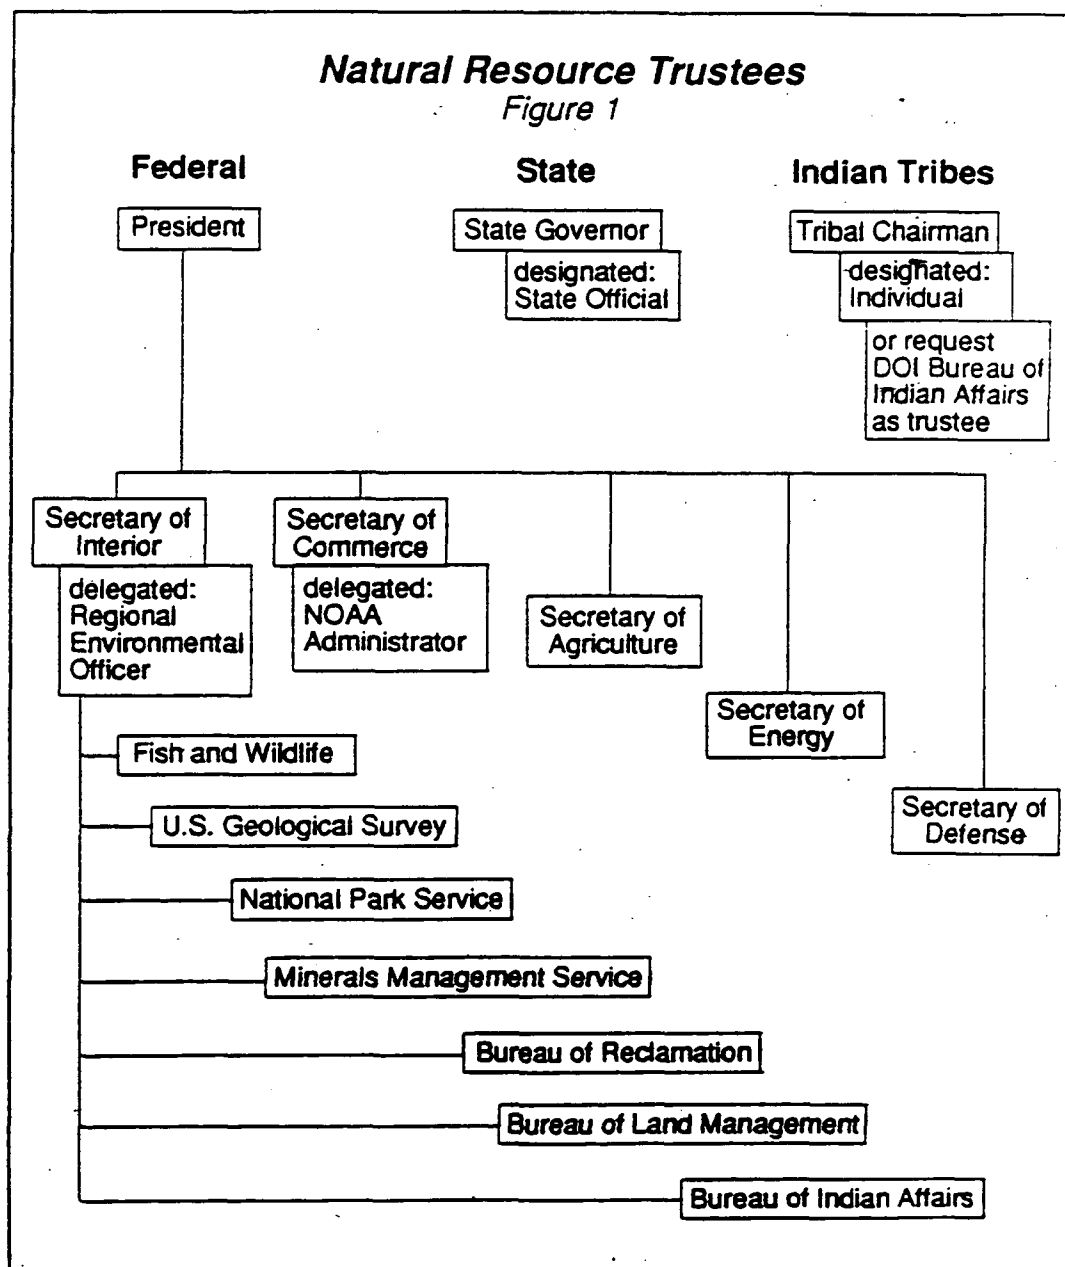 Natural Resource Trustees
Figure 1
Federal
State
Indian Tribes
President
State Governor
designated:
State Official
Tribal Chairman
designated:
Individual
or request
DOI Bureau of
Indian Affairs
as trustee
Secretary of
Interior
delegated:
Regional
Environmental
Officer
Secretary of
Commerce
delegated:
NOAA
Administrator
Secretary of
Agriculture
Secretary of
Energy
Secretary of
Defense
Fish and Wildlife
U.S. Geological Survey
National Park Service
Minerals Management Service
Bureau of Reclamation
Bureau of Land Management
Bureau of Indian Affairs